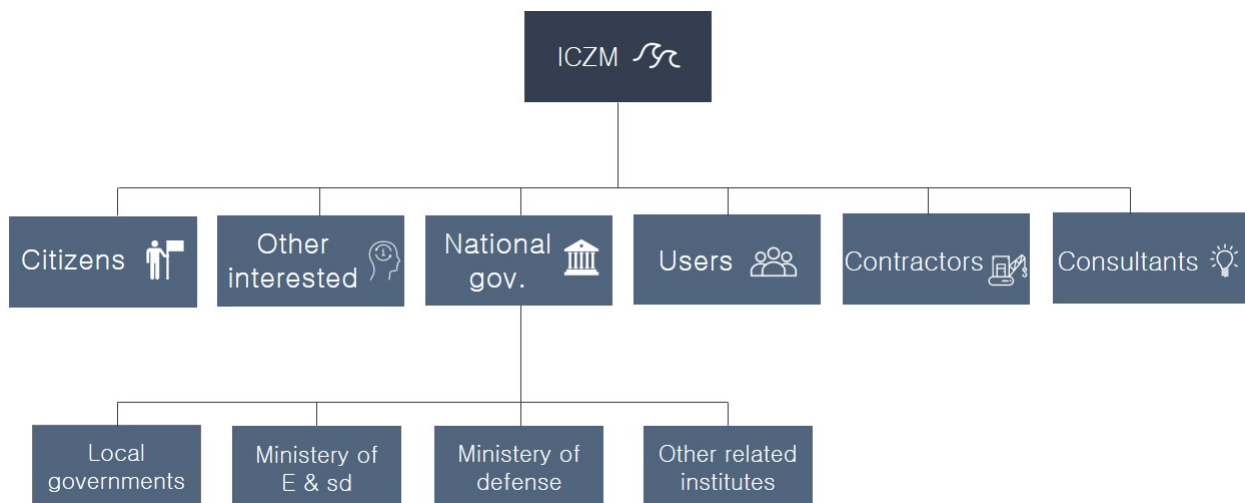 ICZM
Citizens
Other
interested
National
gov.
Users
Contractors
Consultants
Local
governments
Ministery of
E & sd
Ministery of
defense
Other related
institutes